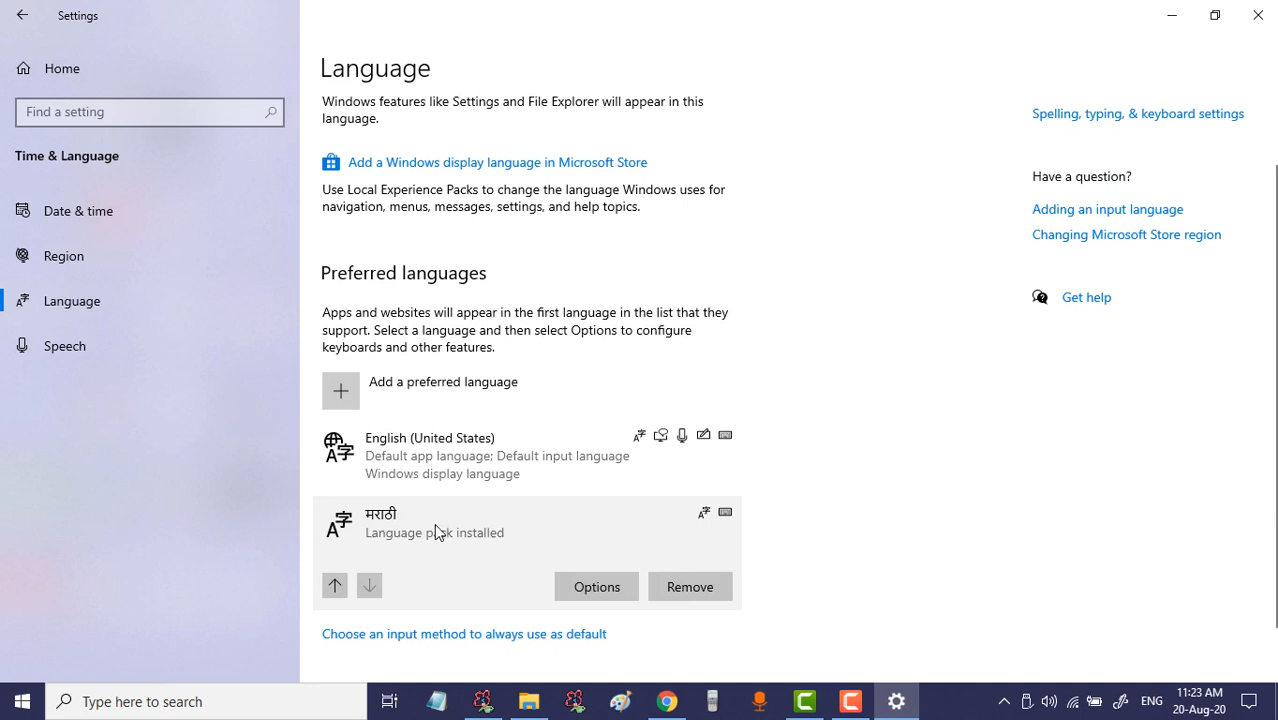 Settings
Home
Find a setting
Time & Language
Date & time
Region
Language
Speech
Language
Windows features like Settings and File Explorer will appear in this
language.
Add a Windows display language in Microsoft Store
Use Local Experience Packs to change the language Windows uses for
navigation, menus, messages, settings, and help topics.
Preferred languages
Apps and websites will appear in the first language in the list that they
support. Select a language and then select Options to configure
keyboards and other features.
Add a preferred language
English (United States)
Default app language; Default input language
Windows display language
मराठी
Language pack installed
Options Remove
Choose an input method to always use as default
Spelling, typing, & keyboard settings
Have a question?
Adding an input language
Changing Microsoft Store region
Get help
Type here to search
ENG
11:23 AM
20-Aug-20